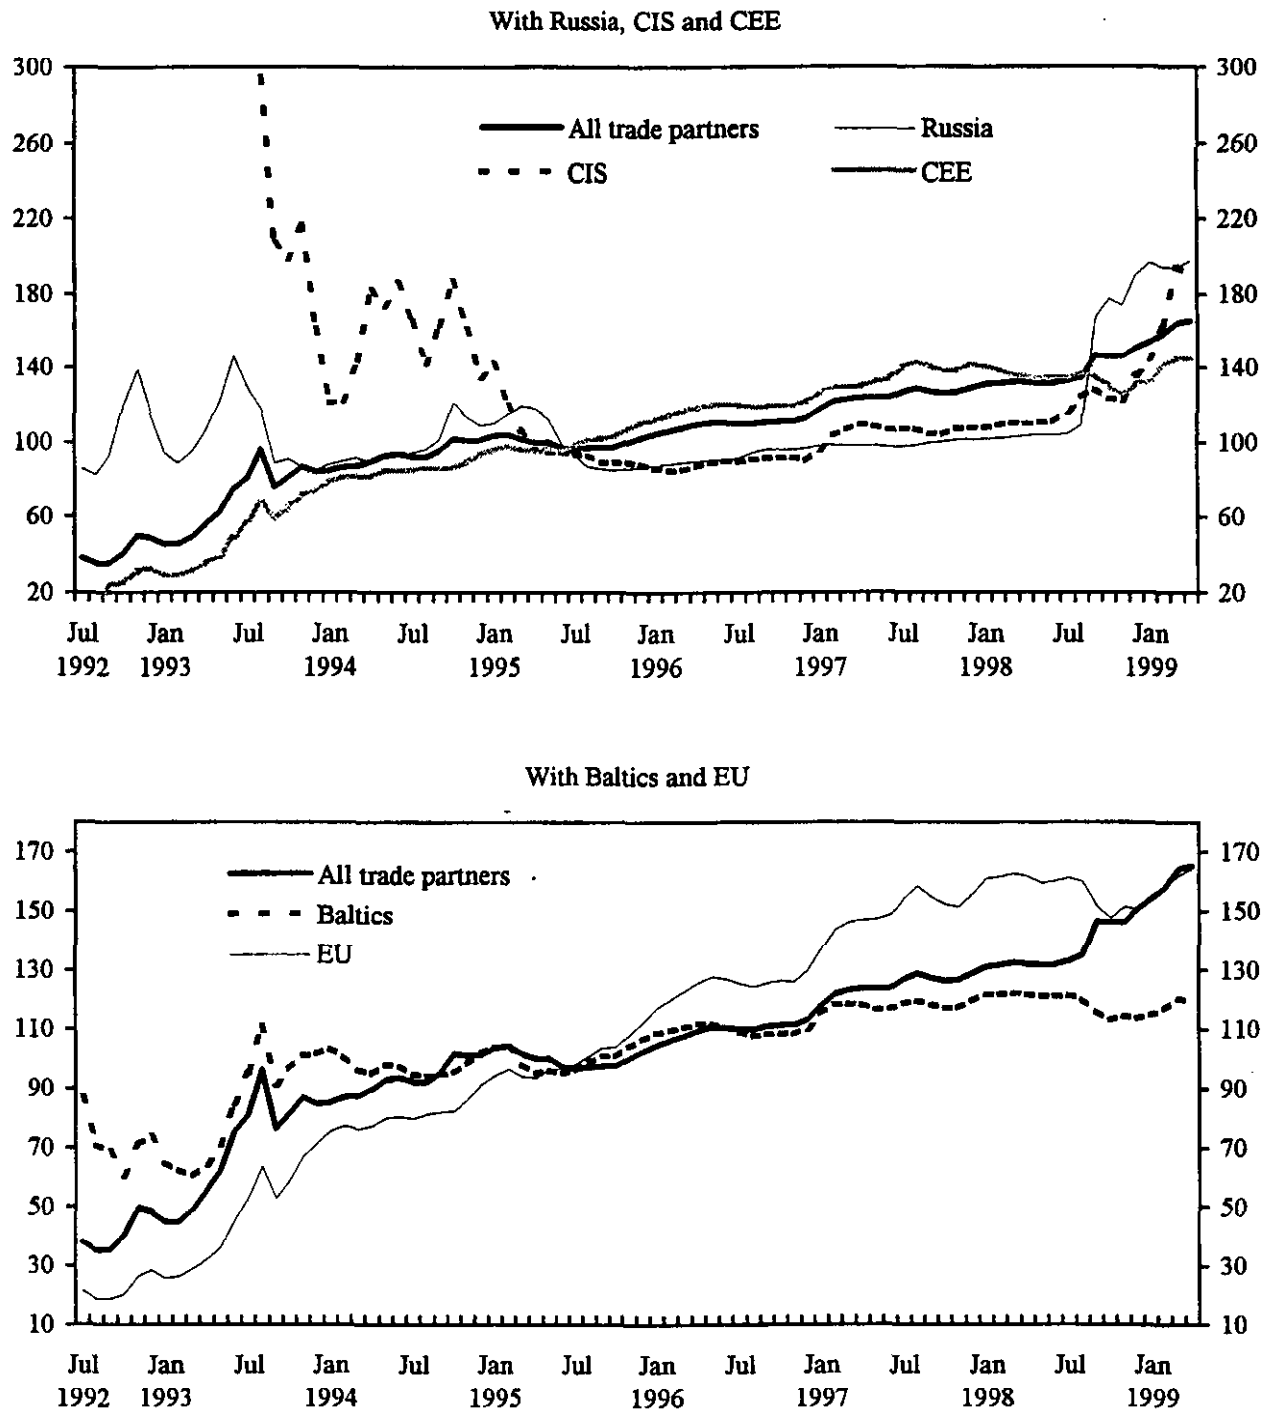 With Russia, CIS and CEE
300 300
260 All trade partners Russia 260
CIS CEE
220 220
180 180
140 140
100 100
60 60
20 20
Jul Jan Jul Jan Jul Jan Jul Jan Jul Jan Jul Jan Jul Jan
1992 1993 1994 1995 1996 1997 1998 1999
With Baltics and EU
170 170
All trade partners
150 Baltics 150
EU
130 130
110 110
90 90
70 70
50 50
30 30
10 10
Jul Jan Jul Jan Jul Jan Jul Jan Jul Jan Jul Jan Jul Jan
1992 1993 1994 1995 1996 1997 1998 1999